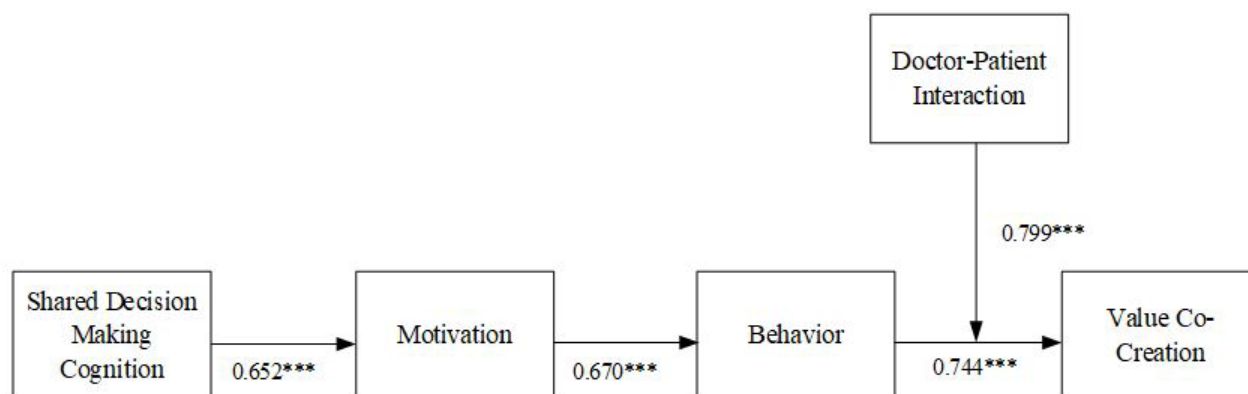 Doctor-Patient
Interaction
0.799***
Shared Decision
Making
Cognition
0.652***
Motivation
0.670***
Behavior
0.744***
Value Co-
Creation